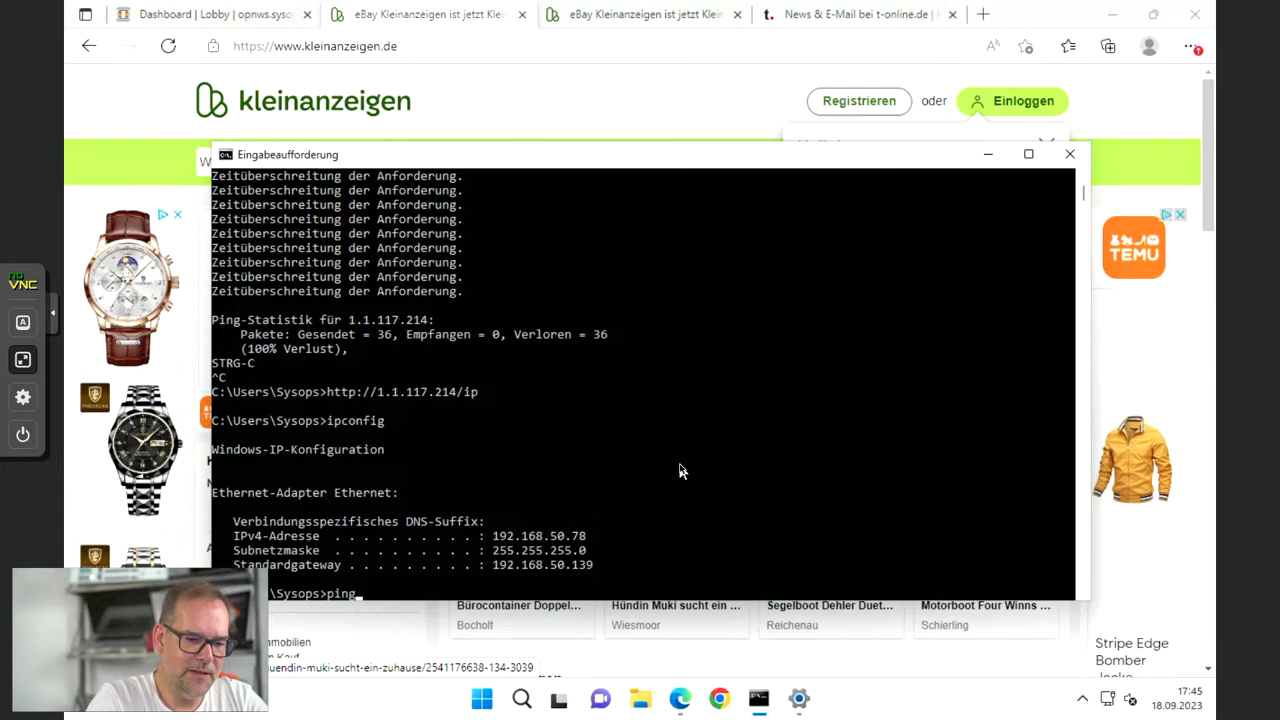 Dashboard | Lobby | opnws.syso
eBay Kleinanzeigen ist jetzt Klei
eBay Kleinanzeigen ist jetzt Klei
t.
News & E-Mail bei t-online.de |
https://www.kleinanzeigen.de
kleinanzeigen
Registrieren
oder
Einloggen
W
Eingabeaufforderung
Zeitüberschreitung der Anforderung.
Zeitüberschreitung der Anforderung.
Zeitüberschreitung der Anforderung.
Zeitüberschreitung der Anforderung.
Zeitüberschreitung der Anforderung.
Zeitüberschreitung der Anforderung.
Zeitüberschreitung der Anforderung.
Zeitüberschreitung der Anforderung.
Zeitüberschreitung der Anforderung.
Ping-Statistik für 1.1.117.214:
Pakete: Gesendet = 36, Empfangen = 0, Verloren = 36
(100% Verlust),
STRG-C
^C
C:\Users\Sysops>http://1.1.117.214/ip
C:\Users\Sysops>ipconfig
Windows-IP-Konfiguration
Ethernet-Adapter Ethernet:
Verbindungsspezifisches DNS-Suffix:
IPv4-Adresse . . . . . . . . . . : 192.168.50.78
Subnetzmaske . . . . . . . . . . : 255.255.255.0
Standardgateway . . . . . . . . . : 192.168.50.139
\Sysops>ping
no
VNC
A
TEMU
Bürocontainer Doppel...
Hündin Muki sucht ein ...
Segelboot Dehler Duet...
Motorboot Four Winns ...
Bocholt
Wiesmoor
Reichenau
Schierling
Stripe Edge
Bomber
mobilien
uendin-muki-sucht-ein-zuhause/2541176638-134-3039
17:45
18.09.2023